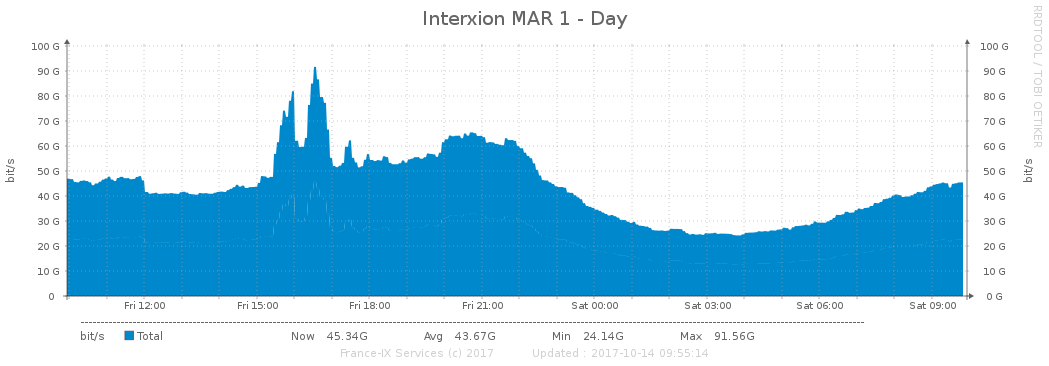 Interxion MAR 1 - Day
RRDTOOL / TOBI OETIKER
bit/s
bit/s
100 G 100 G
90 G 90 G
80 G 80 G
70 G 70 G
60 G 60 G
50 G 50 G
40 G 40 G
30 G 30 G
20 G 20 G
10 G 10 G
0 0 G
Fri 12:00 Fri 15:00 Fri 18:00 Fri 21:00 Sat 00:00 Sat 03:00 Sat 06:00 Sat 09:00
bit/s Total Now 45.34G Avg 43.67G Min 24.14G Max 91.56G
France-IX Services (c) 2017 Updated : 2017-10-14 09:55:14